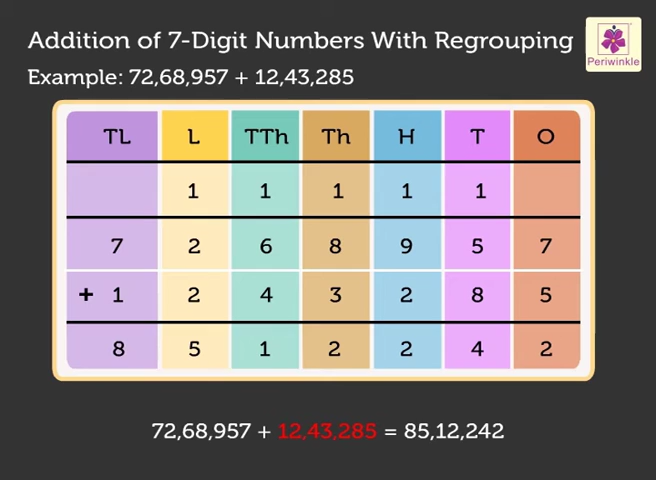 Addition of 7-Digit Numbers With Regrouping
Periwinkle
Example: 72,68,957 + 12,43,285
TL L TTh Th H T O
1 1 1 1 1
7 2 6 8 9 5 7
+ 1 2 4 3 2 8 5
8 5 1 2 2 4 2
72,68,957 + 12,43,285 = 85,12,242